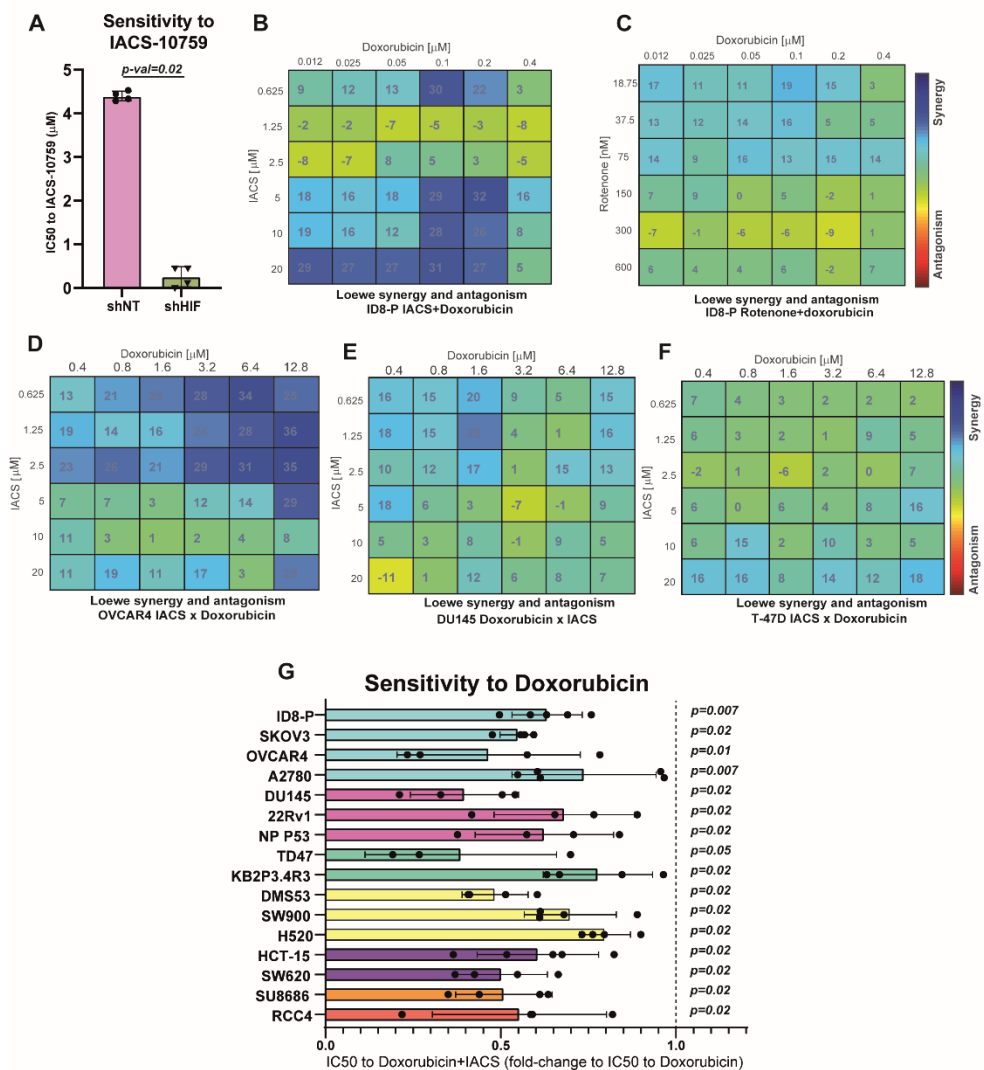 A
Sensitivity to
IACS-10759
p-val=0.02
IC50 to IACS-10759 (μM)
5
4
3
2
1
0
shNT
shHIF
B
Doxorubicin [μM]
0.012 0.025 0.05 0.1 0.2 0.4
IACS [μM]
0.625 9 12 13 30 22 3
1.25 -2 -2 -7 -5 -3 -8
2.5 -8 -7 8 5 3 -5
5 18 16 18 29 32 16
10 19 16 12 28 26 8
20 29 27 27 31 27 5
Loewe synergy and antagonism
ID8-P IACS+Doxorubicin
C
Doxorubicin [μM]
0.012 0.025 0.05 0.1 0.2 0.4
Rotenone [nM]
18.75 17 11 11 19 15 3
37.5 13 12 14 16 5 5
75 14 9 16 13 15 14
150 7 9 0 5 -2 1
300 -7 -1 -6 -6 -9 1
600 6 4 4 6 -2 7
Loewe synergy and antagonism
ID8-P Rotenone+doxorubicin
Synergy
Antagonism
D
Doxorubicin [μM]
0.4 0.8 1.6 3.2 6.4 12.8
IACS [μM]
0.625 13 21 28 34
1.25 19 14 16 28 36
2.5 23 26 21 29 31 35
5 7 7 3 12 14 29
10 11 3 1 2 4 8
20 11 19 11 17 3
Loewe synergy and antagonism
OVCAR4 IACS x Doxorubicin
E
Doxorubicin [μM]
0.4 0.8 1.6 3.2 6.4 12.8
IACS [μM]
0.625 16 15 20 9 5 15
1.25 18 15 4 1 16
2.5 10 12 17 1 15 13
5 18 6 3 -7 -1 9
10 5 3 8 -1 9 5
20 -11 1 12 6 8 7
Loewe synergy and antagonism
DU145 Doxorubicin x IACS
F
Doxorubicin [μM]
0.4 0.8 1.6 3.2 6.4 12.8
IACS [μM]
0.625 7 4 3 2 2 2
1.25 6 3 2 1 9 5
2.5 -2 1 -6 2 0 7
5 6 0 6 4 8 16
10 6 15 2 10 3 5
20 16 16 8 14 12 18
Loewe synergy and antagonism
T-47D IACS x Doxorubicin
Synergy
Antagonism
G
Sensitivity to Doxorubicin
ID8-P p=0.007
SKOV3 p=0.02
OVCAR4 p=0.01
A2780 p=0.007
DU145 p=0.02
22Rv1 p=0.02
NP P53 p=0.02
TD47 p=0.05
KB2P3.4R3 p=0.02
DMS53 p=0.02
SW900 p=0.02
H520 p=0.02
HCT-15 p=0.02
SW620 p=0.02
SU8686 p=0.02
RCC4 p=0.02
0.0 0.5 1.0
IC50 to Doxorubicin+IACS (fold-change to IC50 to Doxorubicin)